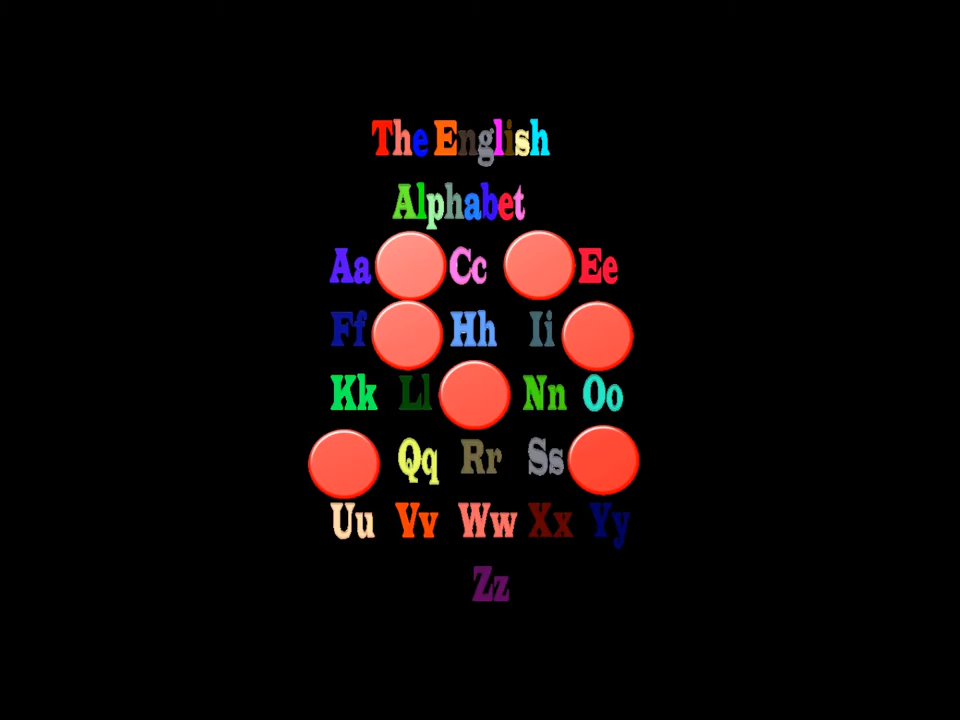 The English
Alphabet
Aa Cc Ee
Ff Hh Ii
Kk Ll Nn Oo
Qq Rr Ss
Uu Vv Ww Xx Yy
Zz